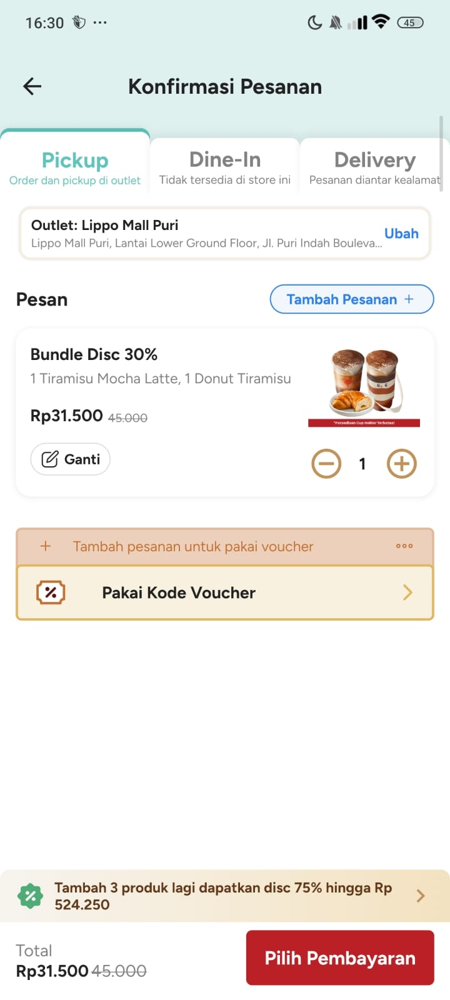 16:30
45
Konfirmasi Pesanan
Pickup
Order dan pickup di outlet
Dine-In
Tidak tersedia di store ini
Delivery
Pesanan diantar kealamat
Outlet: Lippo Mall Puri
Lippo Mall Puri, Lantai Lower Ground Floor, Jl. Puri Indah Bouleva...
Ubah
Pesan
Tambah Pesanan +
Bundle Disc 30%
1 Tiramisu Mocha Latte, 1 Donut Tiramisu
Rp31.500 45.000
*Persediaan Cup Holder Terbatas!
Ganti
1
+ Tambah pesanan untuk pakai voucher
Pakai Kode Voucher
Tambah 3 produk lagi dapatkan disc 75% hingga Rp
524.250
Total
Rp31.500 45.000
Pilih Pembayaran